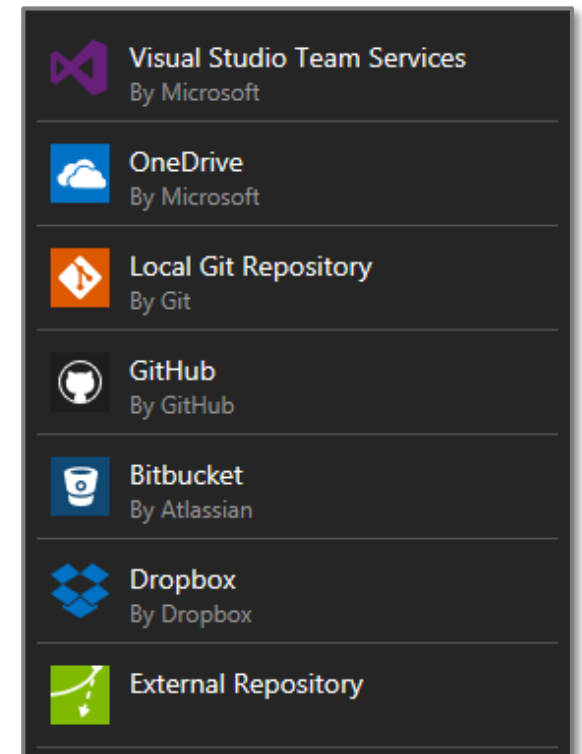 Visual Studio Team Services
By Microsoft
OneDrive
By Microsoft
Local Git Repository
By Git
GitHub
By GitHub
Bitbucket
By Atlassian
Dropbox
By Dropbox
External Repository